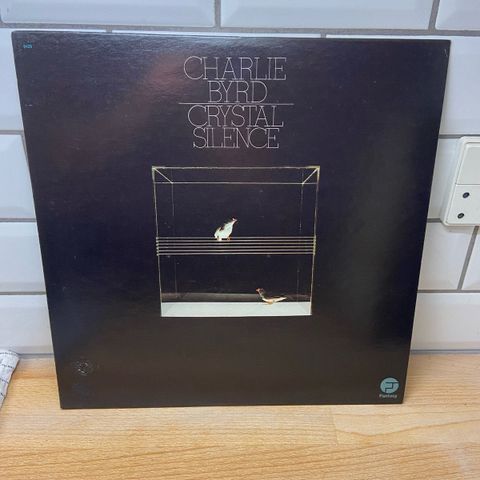 CHARLIE
BYRD
CRYSTAL
SILENCE
Fantasy